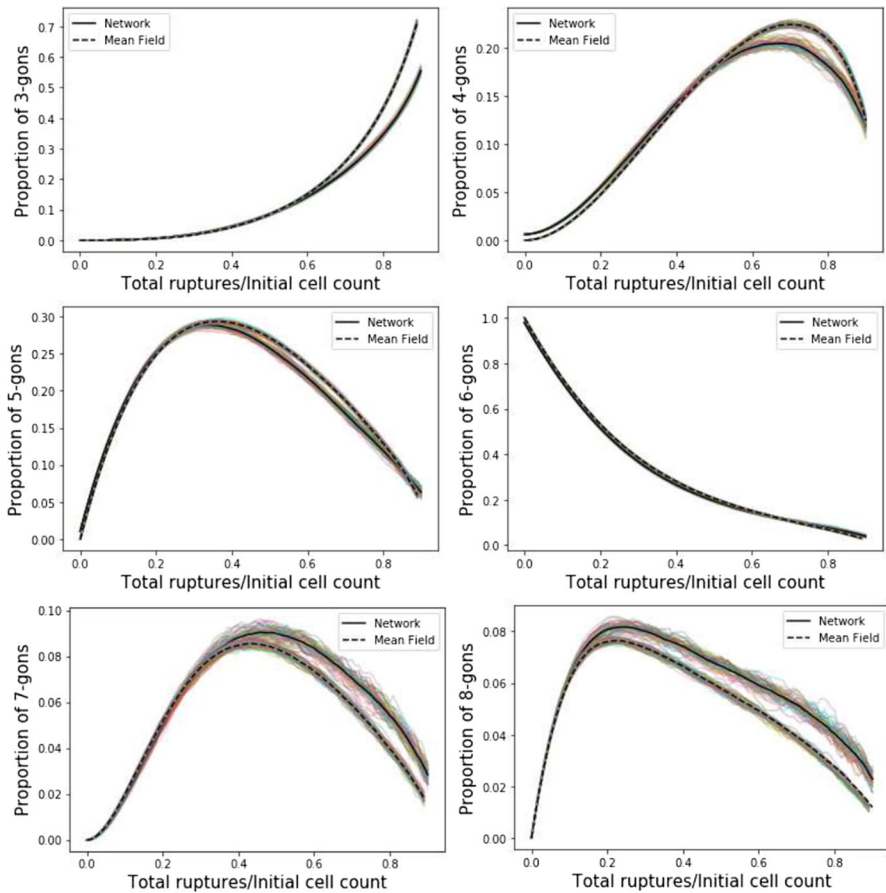 Network
Mean Field
Proportion of 3-gons
0.7
0.6
0.5
0.4
0.3
0.2
0.1
0.0
0.0 0.2 0.4 0.6 0.8
Total ruptures/Initial cell count
Network
Mean Field
Proportion of 4-gons
0.20
0.15
0.10
0.05
0.00
0.0 0.2 0.4 0.6 0.8
Total ruptures/Initial cell count
Network
Mean Field
Proportion of 5-gons
0.30
0.25
0.20
0.15
0.10
0.05
0.00
0.0 0.2 0.4 0.6 0.8
Total ruptures/Initial cell count
Network
Mean Field
Proportion of 6-gons
1.0
0.8
0.6
0.4
0.2
0.0
0.0 0.2 0.4 0.6 0.8
Total ruptures/Initial cell count
Network
Mean Field
Proportion of 7-gons
0.10
0.08
0.06
0.04
0.02
0.00
0.0 0.2 0.4 0.6 0.8
Total ruptures/Initial cell count
Network
Mean Field
Proportion of 8-gons
0.08
0.06
0.04
0.02
0.00
0.0 0.2 0.4 0.6 0.8
Total ruptures/Initial cell count